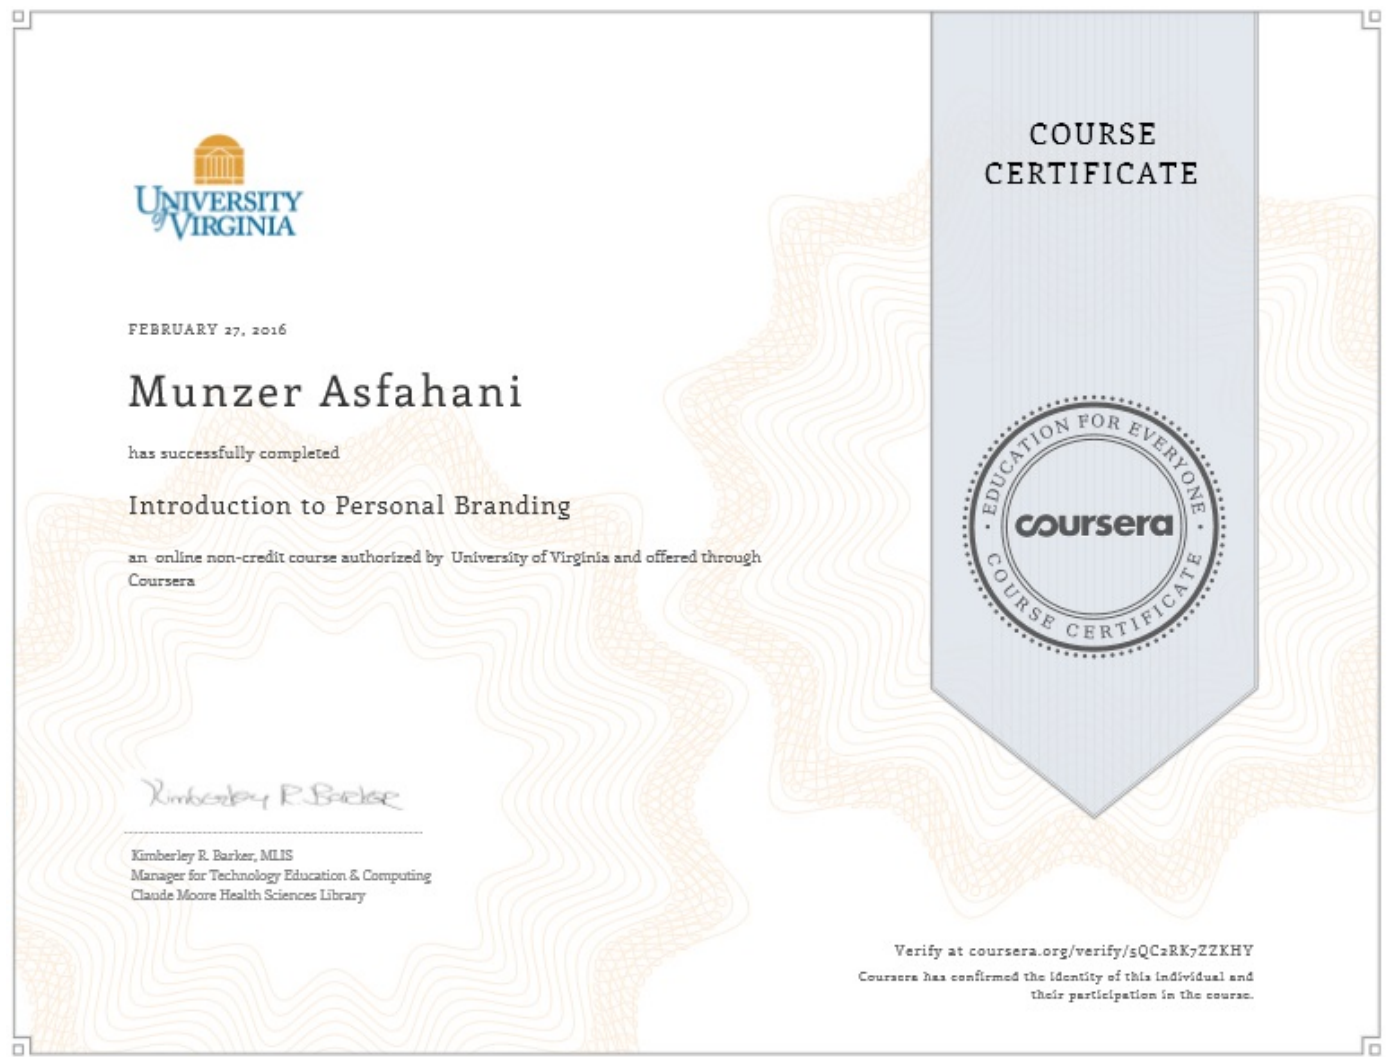 COURSE
CERTIFICATE
UNIVERSITY
of VIRGINIA
FEBRUARY 27, 2016
Munzer Asfahani
has successfully completed
Introduction to Personal Branding
an online non-credit course authorized by University of Virginia and offered through
Coursera
EDUCATION FOR EVERYONE
coursera
COURSE CERTIFICATE
Kimberley R. Barker
Kimberley R. Barker, MLIS
Manager for Technology Education & Computing
Claude Moore Health Sciences Library
Verify at coursera.org/verify/5QC2RK7ZZKHY
Coursera has confirmed the identity of this individual and
their participation in the course.